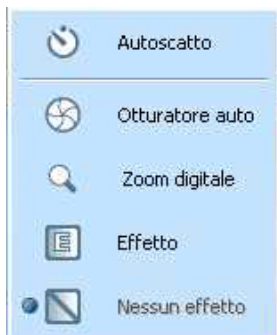 Autoscatto
Otturatore auto
Zoom digitale
Effetto
Nessun effetto